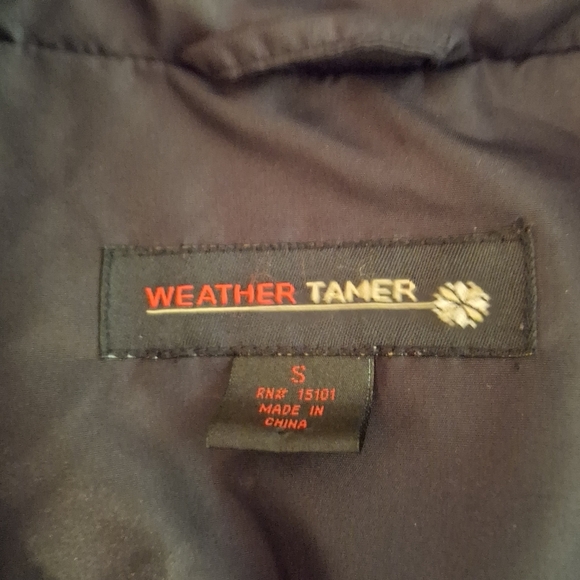 WEATHER TAMER
S
RN# 15101
MADE IN
CHINA